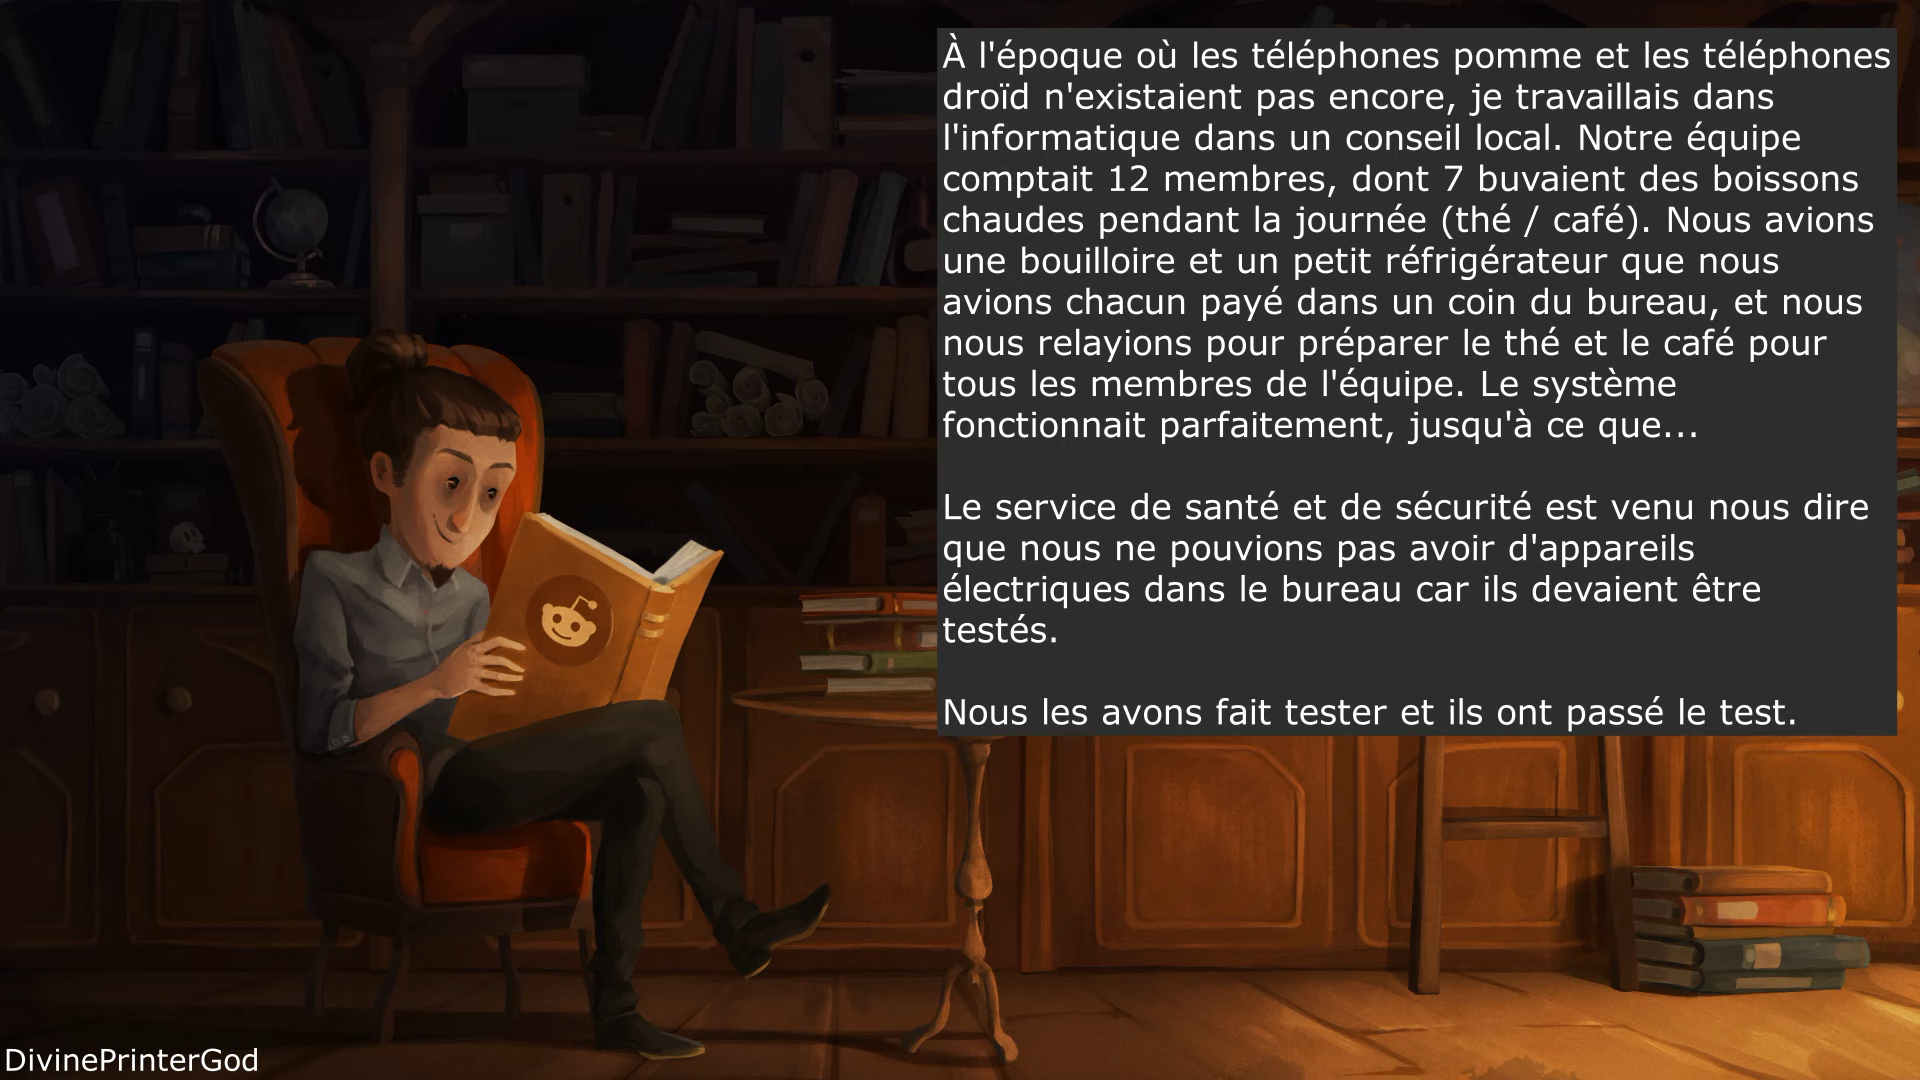 À l'époque où les téléphones pomme et les téléphones
droïd n'existaient pas encore, je travaillais dans
l'informatique dans un conseil local. Notre équipe
comptait 12 membres, dont 7 buvaient des boissons
chaudes pendant la journée (thé / café). Nous avions
une bouilloire et un petit réfrigérateur que nous
avions chacun payé dans un coin du bureau, et nous
nous relayions pour préparer le thé et le café pour
tous les membres de l'équipe. Le système
fonctionnait parfaitement, jusqu'à ce que...
Le service de santé et de sécurité est venu nous dire
que nous ne pouvions pas avoir d'appareils
électriques dans le bureau car ils devaient être
testés.
Nous les avons fait tester et ils ont passé le test.
DivinePrinterGod